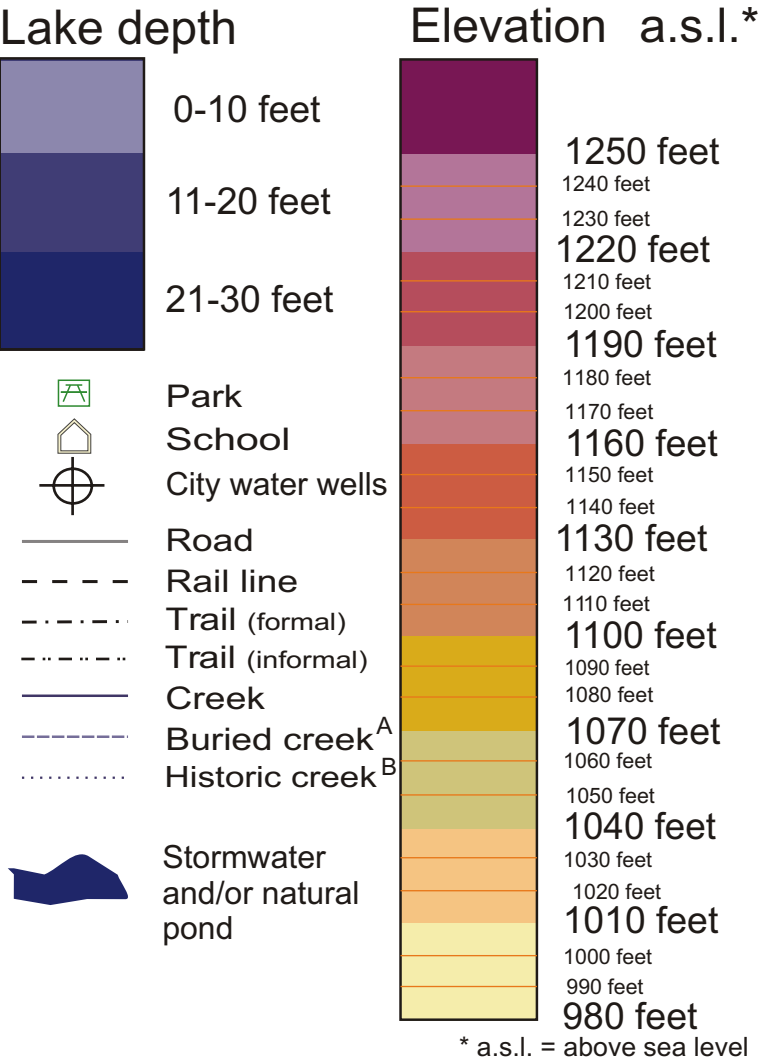 Lake depth
0-10 feet
11-20 feet
21-30 feet
Park
School
City water wells
Road
Rail line
Trail (formal)
Trail (informal)
Creek
Buried creek A
Historic creek B
Stormwater
and/or natural
pond
Elevation a.s.l.*
1250 feet
1240 feet
1230 feet
1220 feet
1210 feet
1200 feet
1190 feet
1180 feet
1170 feet
1160 feet
1150 feet
1140 feet
1130 feet
1120 feet
1110 feet
1100 feet
1090 feet
1080 feet
1070 feet
1060 feet
1050 feet
1040 feet
1030 feet
1020 feet
1010 feet
1000 feet
990 feet
980 feet
* a.s.l. = above sea level